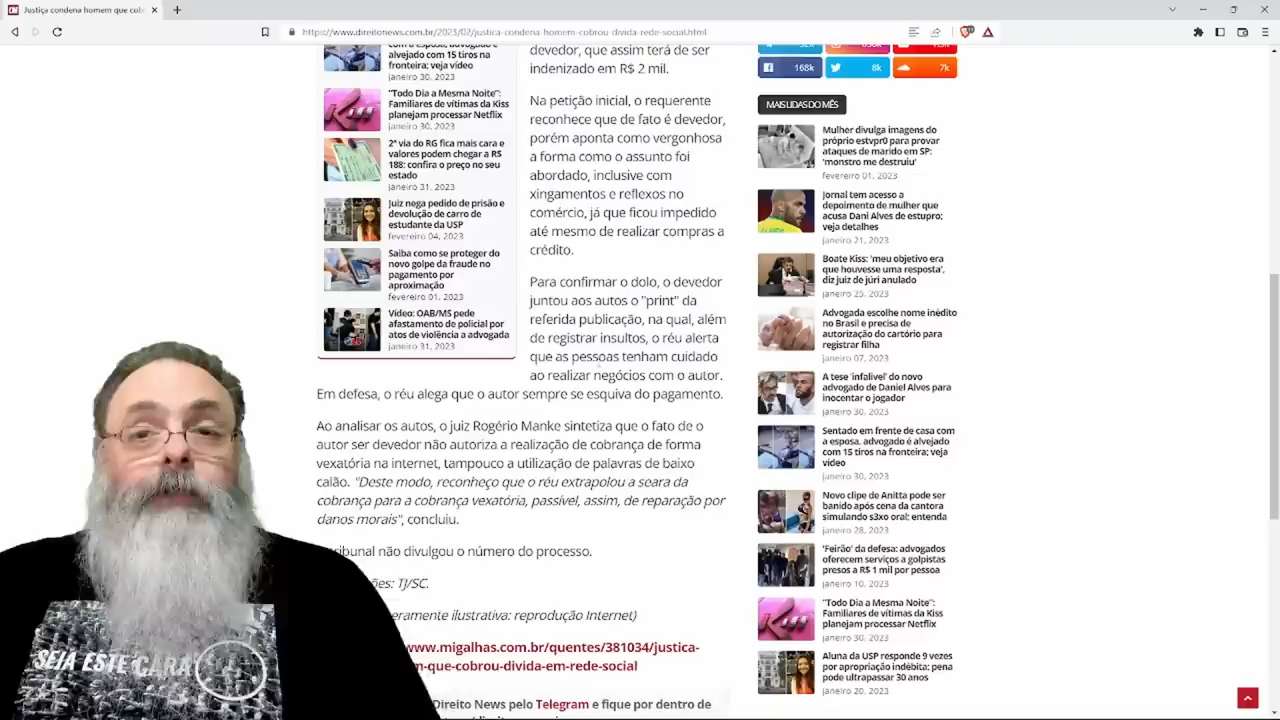 Justiça condena homem que cob
https://www.direitonews.com.br/2023/02/justica-condena-homem-cobrou-divida-rede-social.html
com a esposa, advogado é
alvejado com 15 tiros na
fronteira; veja vídeo
janeiro 30, 2023
"Todo Dia a Mesma Noite":
Familiares de vítimas da Kiss
planejam processar Netflix
janeiro 30, 2023
2ª via do RG fica mais cara e
valores podem chegar a R$
188: confira o preço no seu
estado
janeiro 31, 2023
Juiz nega pedido de prisão e
devolução de carro de
estudante da USP
fevereiro 04, 2023
Saiba como se proteger do
novo golpe da fraude no
pagamento por
aproximação
fevereiro 01, 2023
Vídeo: OAB/MS pede
afastamento de policial por
atos de violência a advogada
janeiro 31, 2023
devedor, que assim terá de ser
indenizado em R$ 2 mil.
Na petição inicial, o requerente
reconhece que de fato é devedor,
porém aponta como vergonhosa
a forma como o assunto foi
abordado, inclusive com
xingamentos e reflexos no
comércio, já que ficou impedido
até mesmo de realizar compras a
crédito.
Para confirmar o dolo, o devedor
juntou aos autos o "print" da
referida publicação, na qual, além
de registrar insultos, o réu alerta
que as pessoas tenham cuidado
ao realizar negócios com o autor.
Em defesa, o réu alega que o autor sempre se esquiva do pagamento.
Ao analisar os autos, o juiz Rogério Manke sintetiza que o fato de o
autor ser devedor não autoriza a realização de cobrança de forma
vexatória na internet, tampouco a utilização de palavras de baixo
calão. "Deste modo, reconheço que o réu extrapolou a seara da
cobrança para a cobrança vexatória, passível, assim, de reparação por
danos morais", concluiu.
ribunal não divulgou o número do processo.
ções: TJ/SC.
eramente ilustrativa: reprodução Internet)
www.migalhas.com.br/quentes/381034/justica-
m-que-cobrou-divida-em-rede-social
Direito News pelo Telegram e fique por dentro de
SEM ESTE
168k
8k
7k
MAIS LIDAS DO MÊS
Mulher divulga imagens do
próprio estvpr0 para provar
ataques de marido em SP:
'monstro me destruiu'
fevereiro 01, 2023
Jornal tem acesso a
depoimento de mulher que
acusa Dani Alves de estupro;
veja detalhes
janeiro 21, 2023
Boate Kiss: 'meu objetivo era
que houvesse uma resposta',
diz juiz de júri anulado
janeiro 25, 2023
Advogada escolhe nome inédito
no Brasil e precisa de
autorização do cartório para
registrar filha
janeiro 07, 2023
A tese 'infalível' do novo
advogado de Daniel Alves para
inocentar o jogador
janeiro 30, 2023
Sentado em frente de casa com
a esposa, advogado é alvejado
com 15 tiros na fronteira; veja
vídeo
janeiro 30, 2023
Novo clipe de Anitta pode ser
banido após cena da cantora
simulando s3xo oral; entenda
janeiro 28, 2023
'Feirão' da defesa: advogados
oferecem serviços a golpistas
presos a R$ 1 mil por pessoa
janeiro 10, 2023
"Todo Dia a Mesma Noite":
Familiares de vítimas da Kiss
planejam processar Netflix
janeiro 30, 2023
Aluna da USP responde 9 vezes
por apropriação indébita; pena
pode ultrapassar 30 anos
janeiro 20, 2023